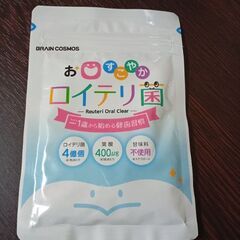 BRAIN COSMOS
お口すこやか
ロイテリ菌
Reuteri Oral Clear
1歳から始める健歯習慣
ロイテリ菌
4億個
葉酸
400μg
甘味料
不使用